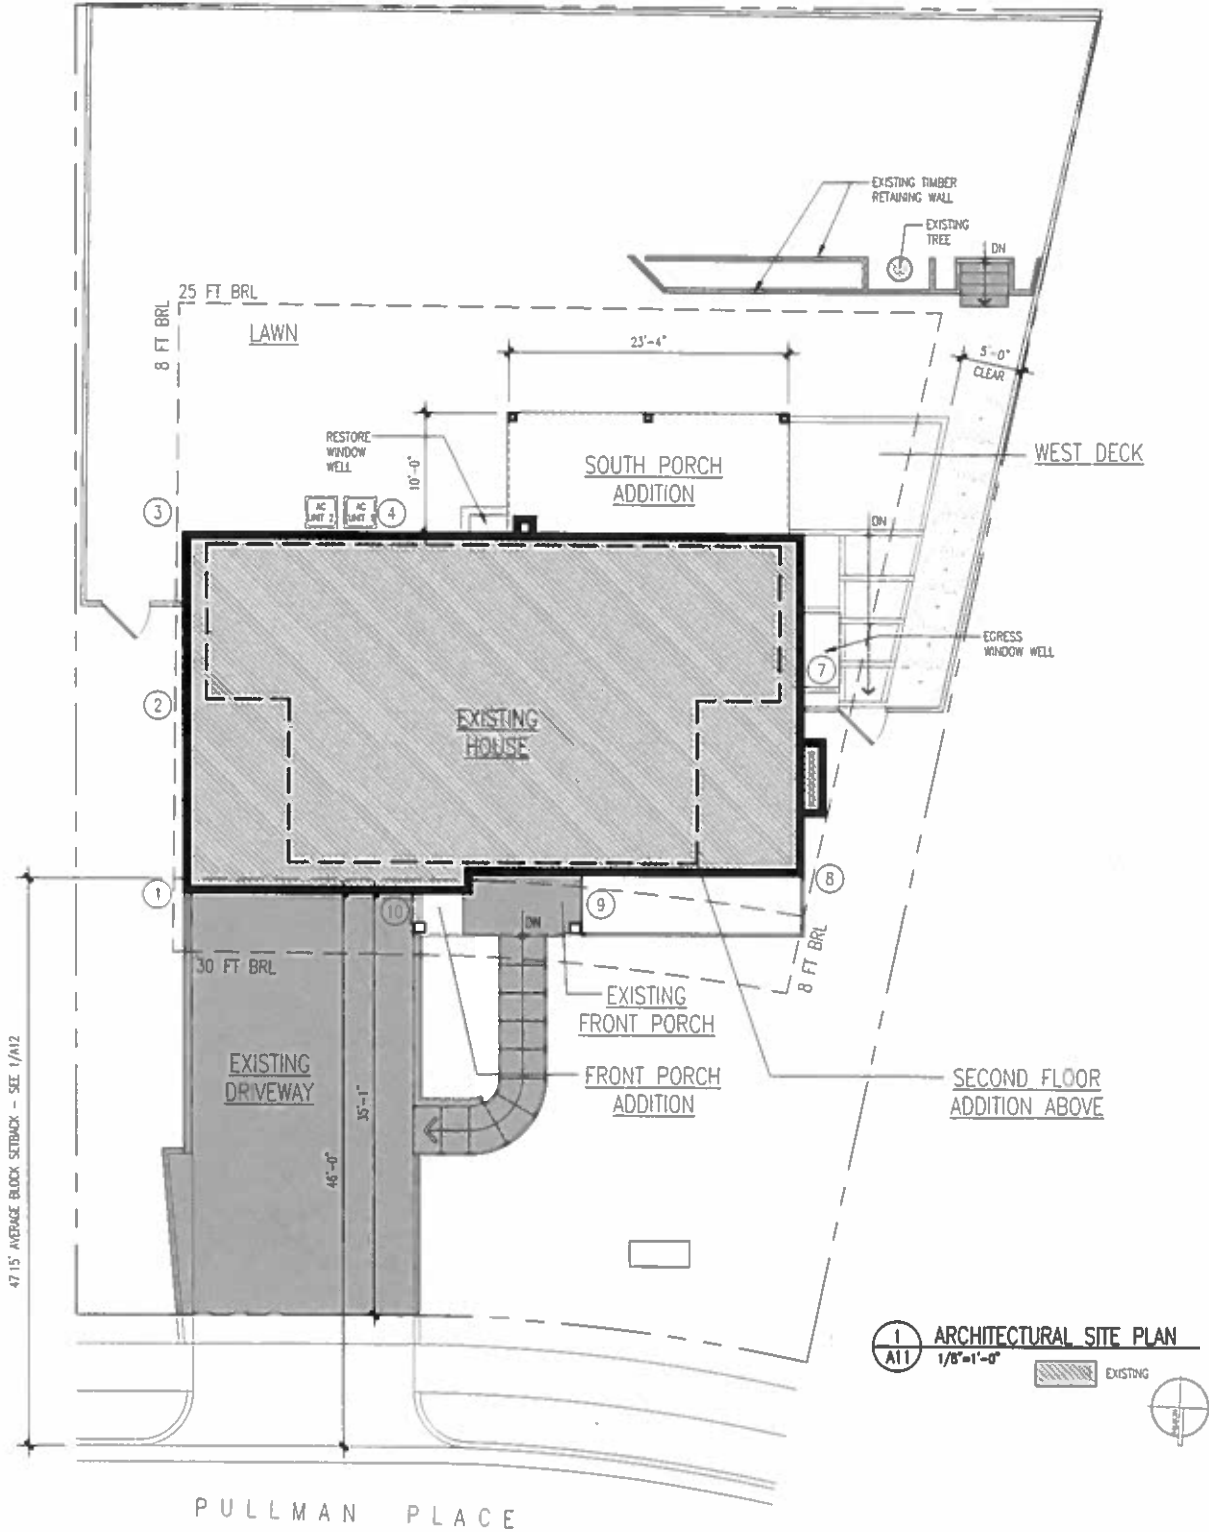 EXISTING TIMBER
RETAINING WALL
EXISTING
TREE
DN
25 FT BRL
8 FT BRL
LAWN
23'-4"
5'-0"
CLEAR
RESTORE
WINDOW
WELL
10'-0"
SOUTH PORCH
ADDITION
WEST DECK
3
AC
UNIT 2
AC
UNIT
4
DN
EGRESS
WINDOW WELL
7
2
EXISTING
HOUSE
1
8
10
9
DN
30 FT BRL
8 FT BRL
EXISTING
FRONT PORCH
EXISTING
DRIVEWAY
FRONT PORCH
ADDITION
SECOND FLOOR
ADDITION ABOVE
35'-1"
46'-0"
47.15' AVERAGE BLOCK SETBACK - SEE 1/A12
1
A11
ARCHITECTURAL SITE PLAN
1/8"=1'-0"
EXISTING
PULLMAN PLACE